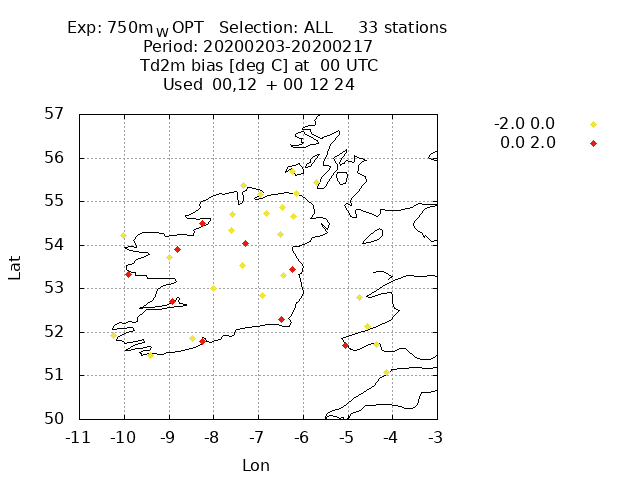 Exp: 750m_W OPT   Selection: ALL     33 stations
Period: 20200203-20200217
Td2m bias [deg C] at  00 UTC
Used  00,12  + 00 12 24
-2.0 0.0
0.0 2.0
57
56
55
54
53
52
51
50
Lat
-11 -10 -9 -8 -7 -6 -5 -4 -3
Lon